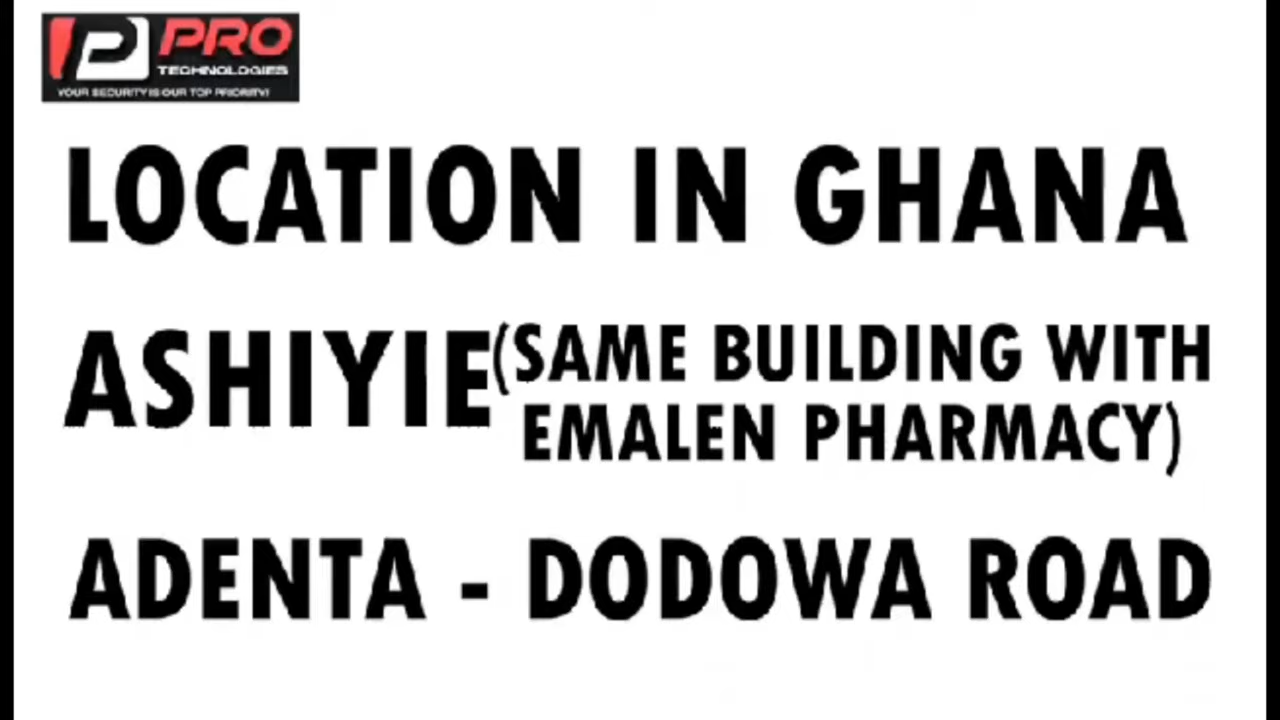 PRO
TECHNOLOGIES
YOUR SECURITY IS OUR TOP PRIORITY!
LOCATION IN GHANA
ASHIYIE (SAME BUILDING WITH
EMALEN PHARMACY)
ADENTA - DODOWA ROAD